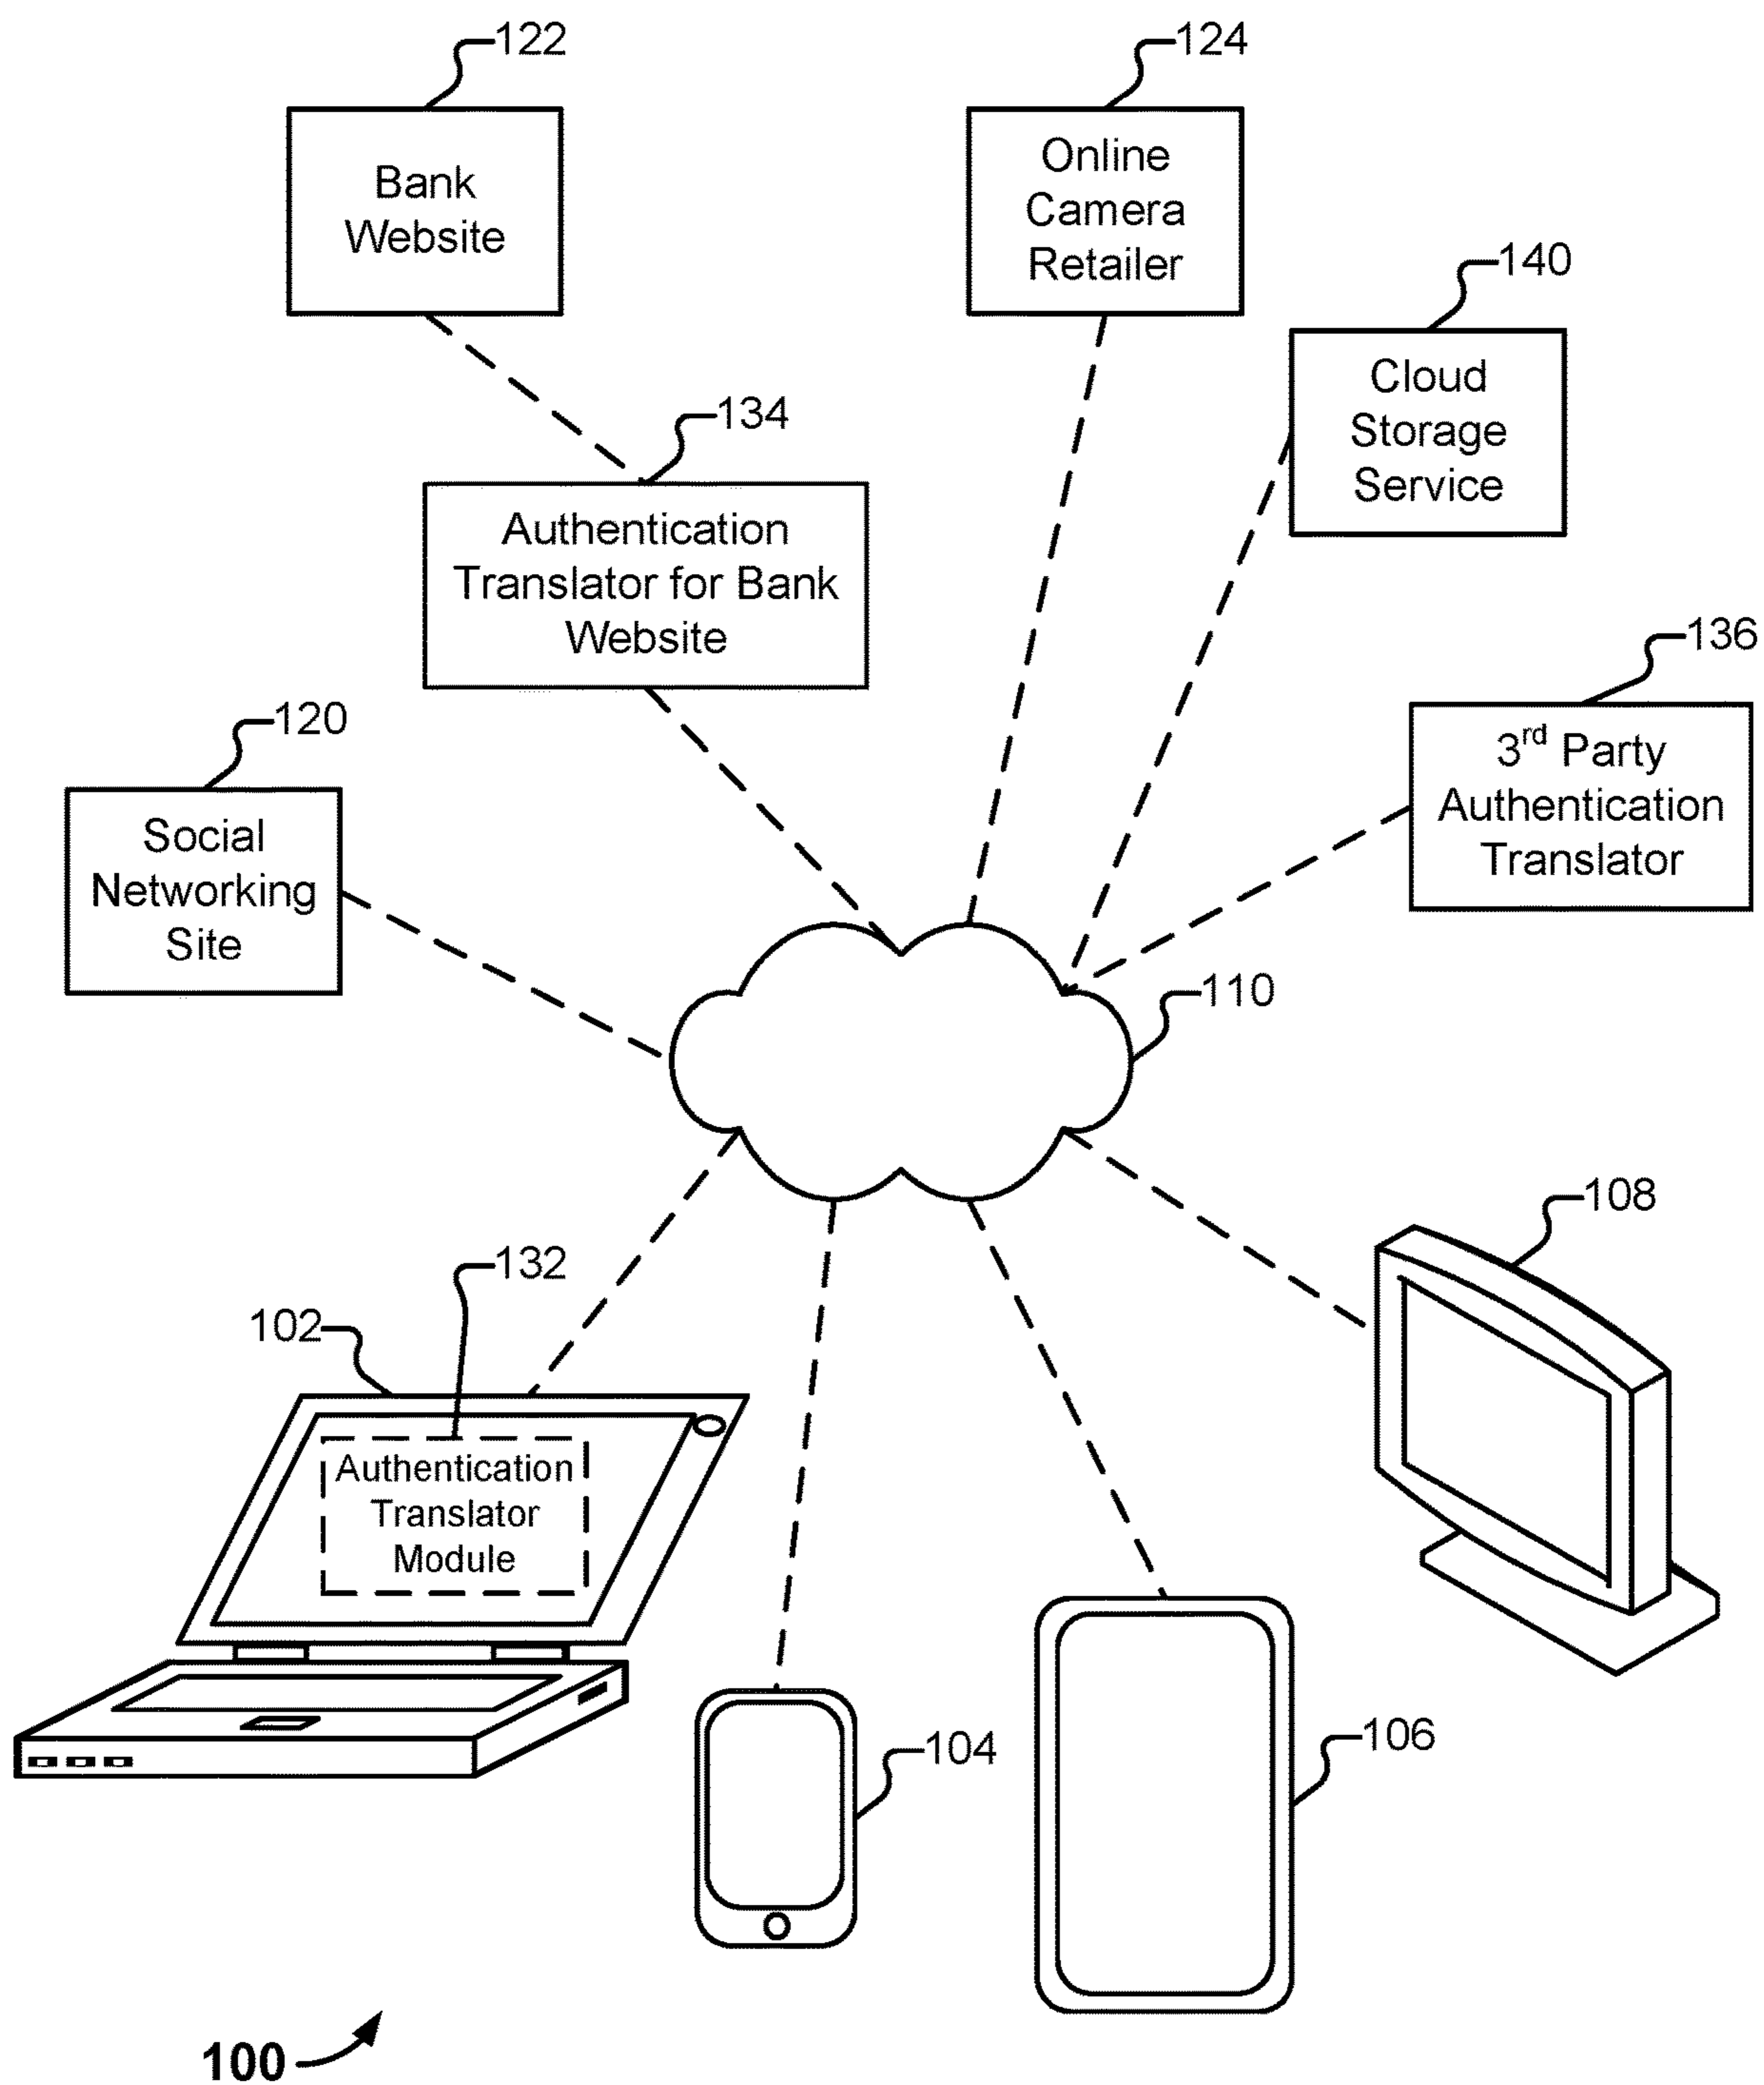 122
124
Bank
Website
Online
Camera
Retailer
140
Cloud
Storage
Service
134
Authentication
Translator for Bank
Website
136
3rd Party
Authentication
Translator
120
Social
Networking
Site
110
108
132
102
Authentication
Translator
Module
104
106
100